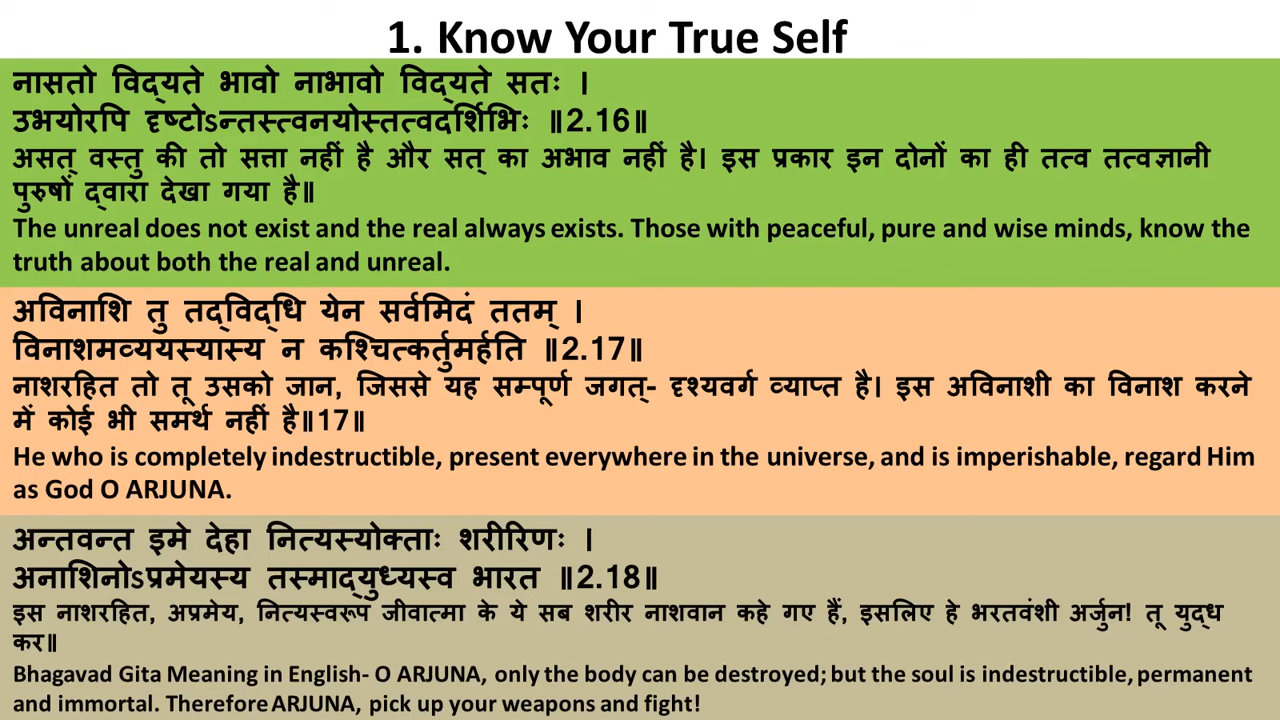 1. Know Your True Self
नासतो विद्यते भावो नाभावो विद्यते सतः ।
उभयोरपि दृष्टोऽन्तस्त्वनयोस्तत्वदर्शिभिः ॥2.16॥
असत् वस्तु की तो सत्ता नहीं है और सत् का अभाव नहीं है। इस प्रकार इन दोनों का ही तत्व तत्वज्ञानी
पुरुषों द्वारा देखा गया है॥
The unreal does not exist and the real always exists. Those with peaceful, pure and wise minds, know the
truth about both the real and unreal.
अविनाशि तु तद्विद्धि येन सर्वमिदं ततम् ।
विनाशमव्ययस्यास्य न कश्चित्कर्तुमर्हति ॥2.17॥
नाशरहित तो तू उसको जान, जिससे यह सम्पूर्ण जगत्- दृश्यवर्ग व्याप्त है। इस अविनाशी का विनाश करने
में कोई भी समर्थ नहीं है॥17॥
He who is completely indestructible, present everywhere in the universe, and is imperishable, regard Him
as God O ARJUNA.
अन्तवन्त इमे देहा नित्यस्योक्ताः शरीरिणः ।
अनाशिनोऽप्रमेयस्य तस्माद्युध्यस्व भारत ॥2.18॥
इस नाशरहित, अप्रमेय, नित्यस्वरूप जीवात्मा के ये सब शरीर नाशवान कहे गए हैं, इसलिए हे भरतवंशी अर्जुन! तू युद्ध
कर॥
Bhagavad Gita Meaning in English- O ARJUNA, only the body can be destroyed; but the soul is indestructible, permanent
and immortal. Therefore ARJUNA, pick up your weapons and fight!